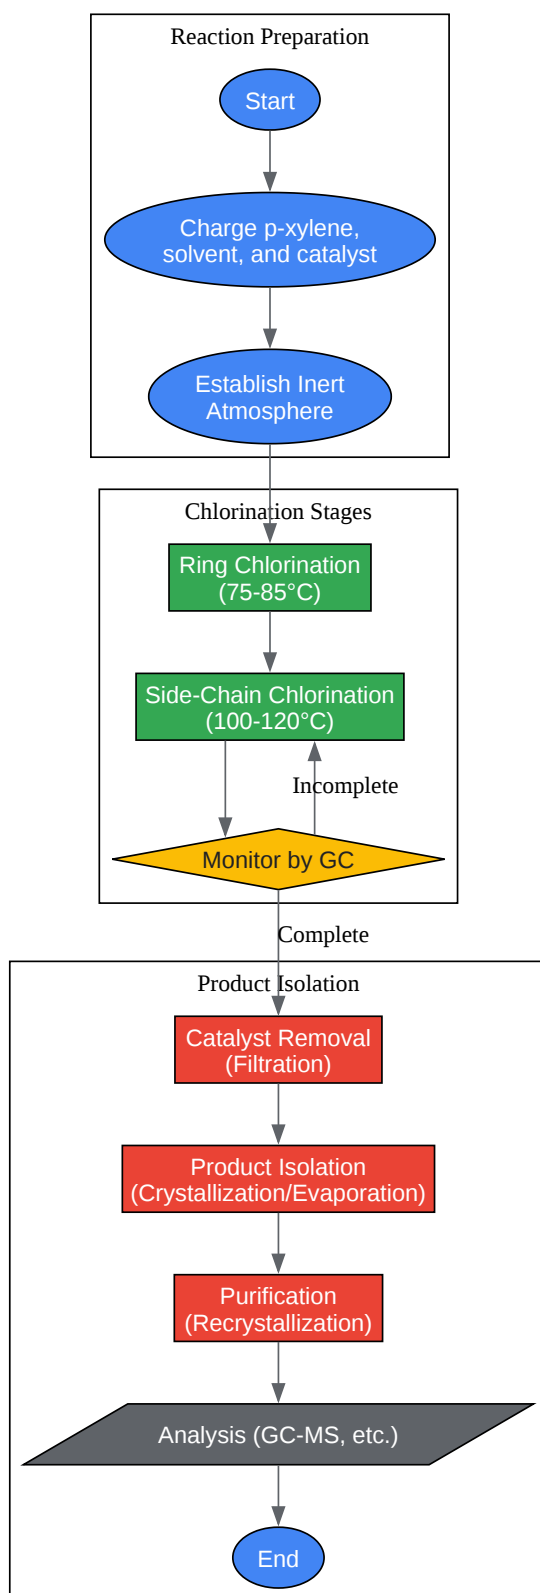 Reaction Preparation
Start
Charge p-xylene,
solvent, and catalyst
Establish Inert
Atmosphere
Chlorination Stages
Ring Chlorination
(75-85°C)
Side-Chain Chlorination
(100-120°C)
Incomplete
Monitor by GC
Complete
Product Isolation
Catalyst Removal
(Filtration)
Product Isolation
(Crystallization/Evaporation)
Purification
(Recrystallization)
Analysis (GC-MS, etc.)
End